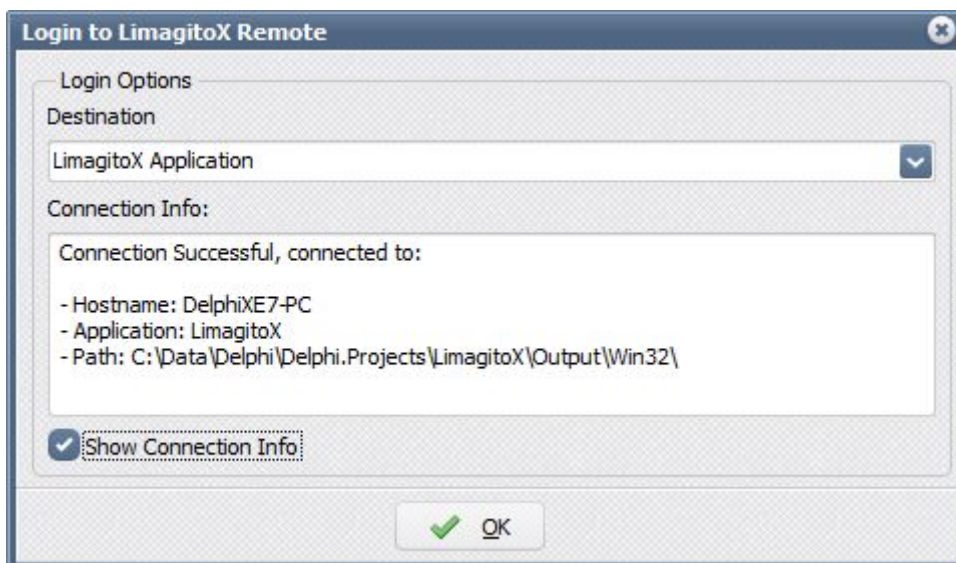 Login to LimagitoX Remote
Login Options
Destination
LimagitoX Application
Connection Info:
Connection Successful, connected to:
- Hostname: DelphiXE7-PC
- Application: LimagitoX
- Path: C:\Data\Delphi\Delphi.Projects\LimagitoX\Output\Win32\
Show Connection Info
OK